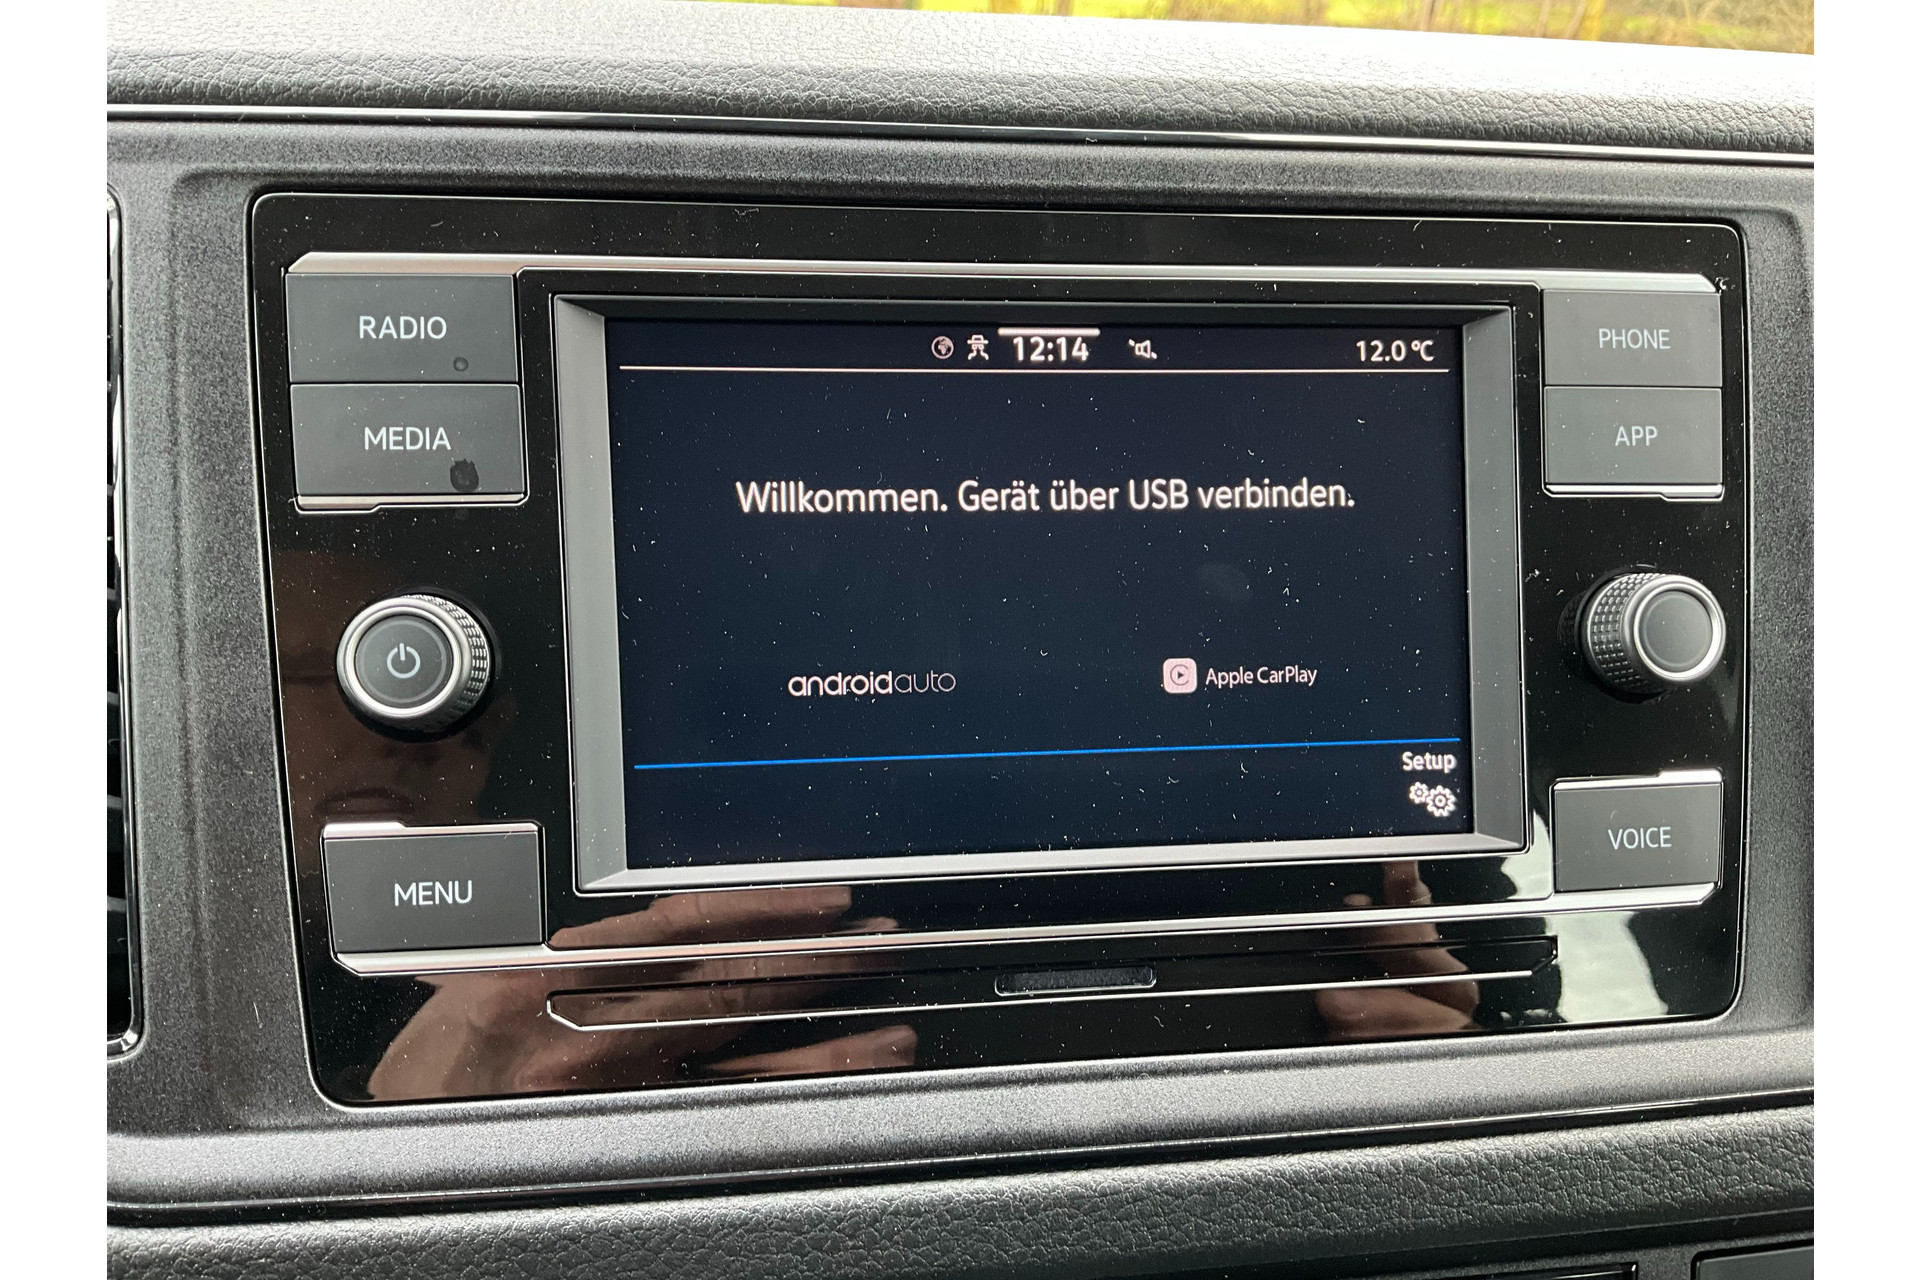 RADIO
MEDIA
MENU
12:14
12.0 °C
Willkommen. Gerät über USB verbinden.
androidauto
Apple CarPlay
Setup
PHONE
APP
VOICE